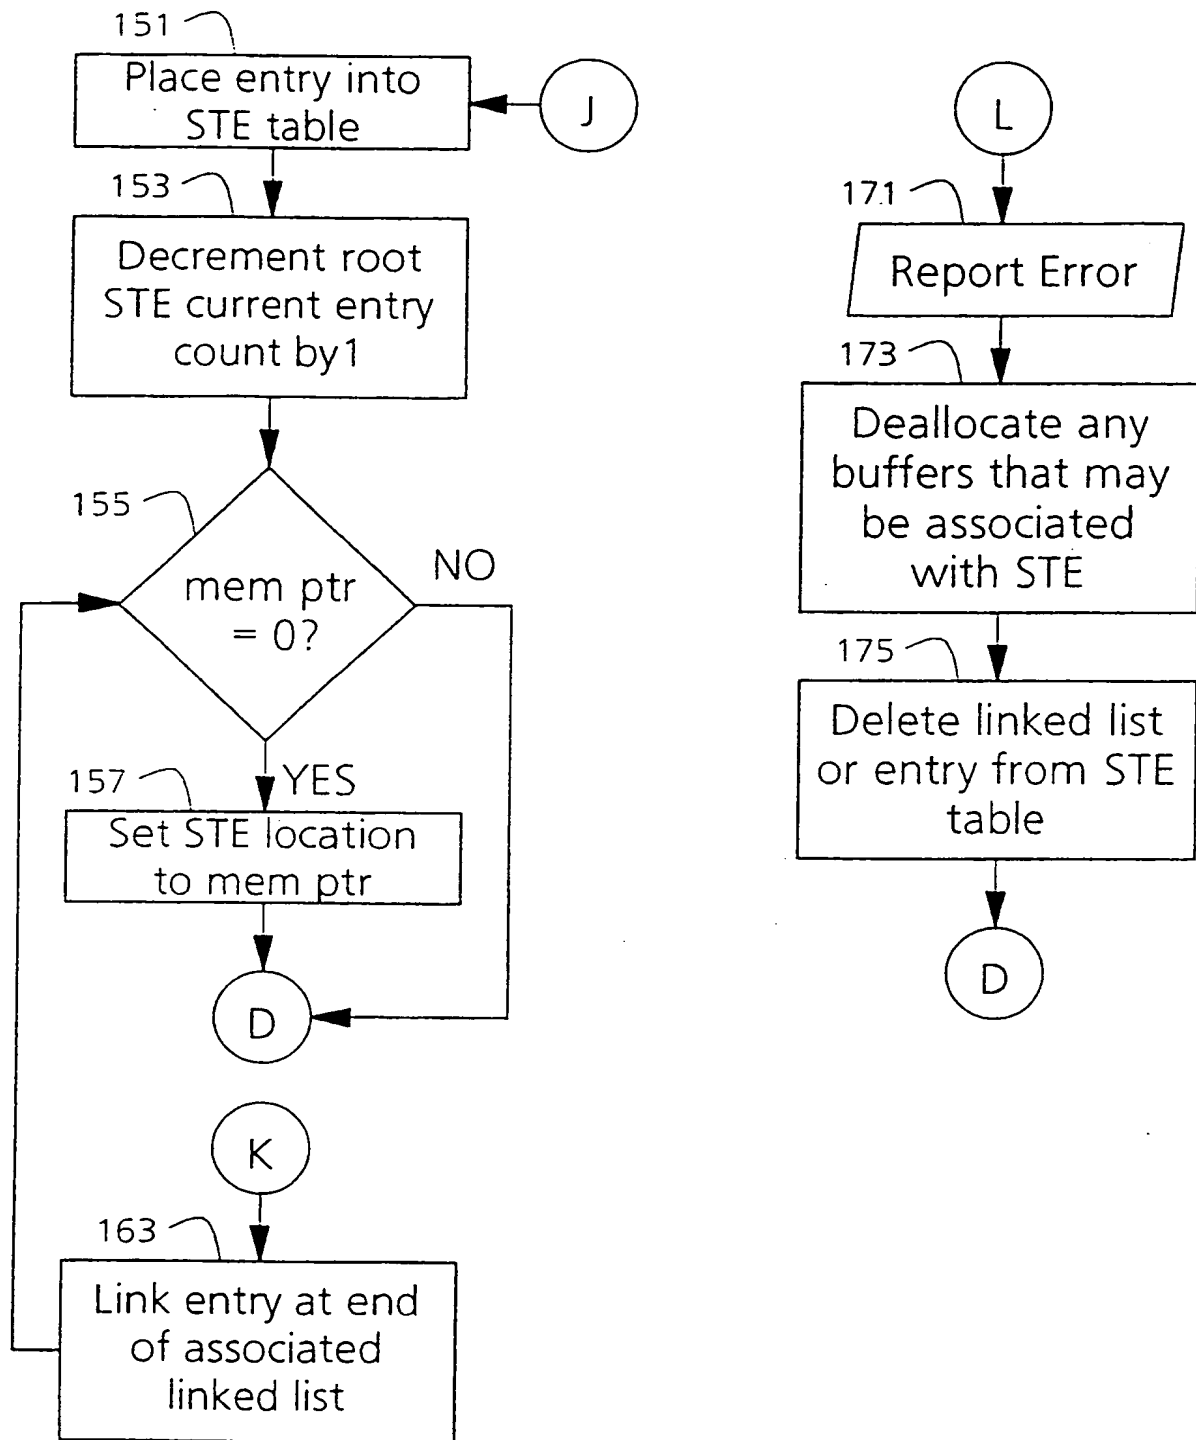 151
Place entry into
STE table
J
153
Decrement root
STE current entry
count by1
155
mem ptr
= 0?
NO
YES
157
Set STE location
to mem ptr
D
K
163
Link entry at end
of associated
linked list
L
171
Report Error
173
Deallocate any
buffers that may
be associated
with STE
175
Delete linked list
or entry from STE
table
D